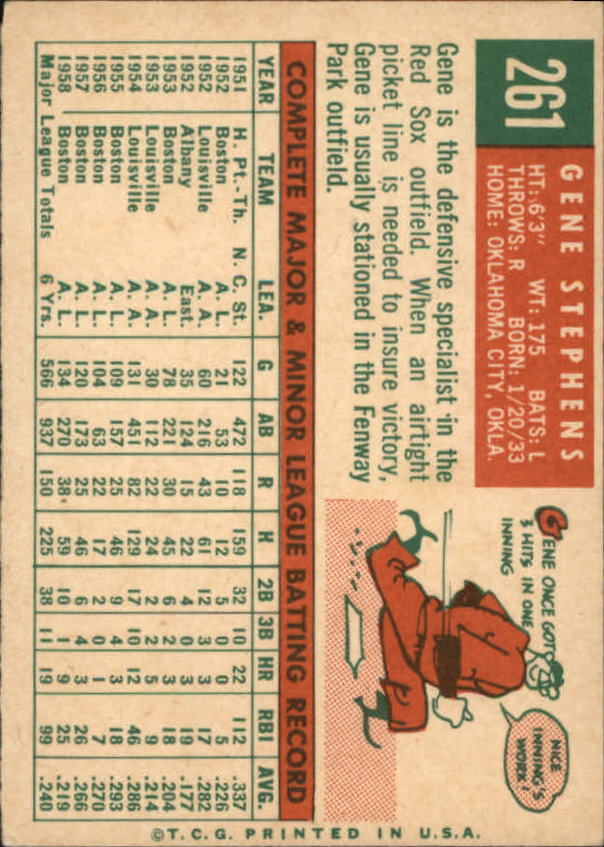 261
GENE STEPHENS
HT: 6'3" WT: 175 BATS: L
THROWS: R BORN: 1/20/33
HOME: OKLAHOMA CITY, OKLA.
Gene is the defensive specialist in the
Red Sox outfield. When an airtight
picket line is needed to insure victory,
Gene is usually stationed in the Fenway
Park outfield.
GENE ONCE GOT
3 HITS IN ONE
INNING
NICE
INNING'S
WORK!
COMPLETE MAJOR & MINOR LEAGUE BATTING RECORD
YEAR TEAM LEA. G AB R H 2B 3B HR RBI AVG.
1951 H. Pt.-Th. N. C. St. 122 472 118 159 32 10 22 112 .337
1952 Boston A. L. 21 53 10 12 5 0 0 5 .226
1952 Louisville A. A. 60 216 43 61 12 3 3 17 .282
1952 Albany East. 35 124 15 22 4 0 3 19 .177
1953 Boston A. L. 78 221 30 45 6 2 3 18 .204
1953 Louisville A. A. 30 112 22 24 2 2 5 9 .214
1954 Louisville A. A. 131 451 82 129 17 10 12 46 .286
1955 Boston A. L. 109 157 25 46 9 4 3 18 .293
1956 Boston A. L. 104 63 22 17 2 0 1 7 .270
1957 Boston A. L. 120 173 25 46 6 4 3 26 .266
1958 Boston A. L. 134 270 38 59 10 1 9 25 .219
Major League Totals 6 Yrs. 566 937 150 225 38 11 19 99 .240
©T.C.G. PRINTED IN U.S.A.